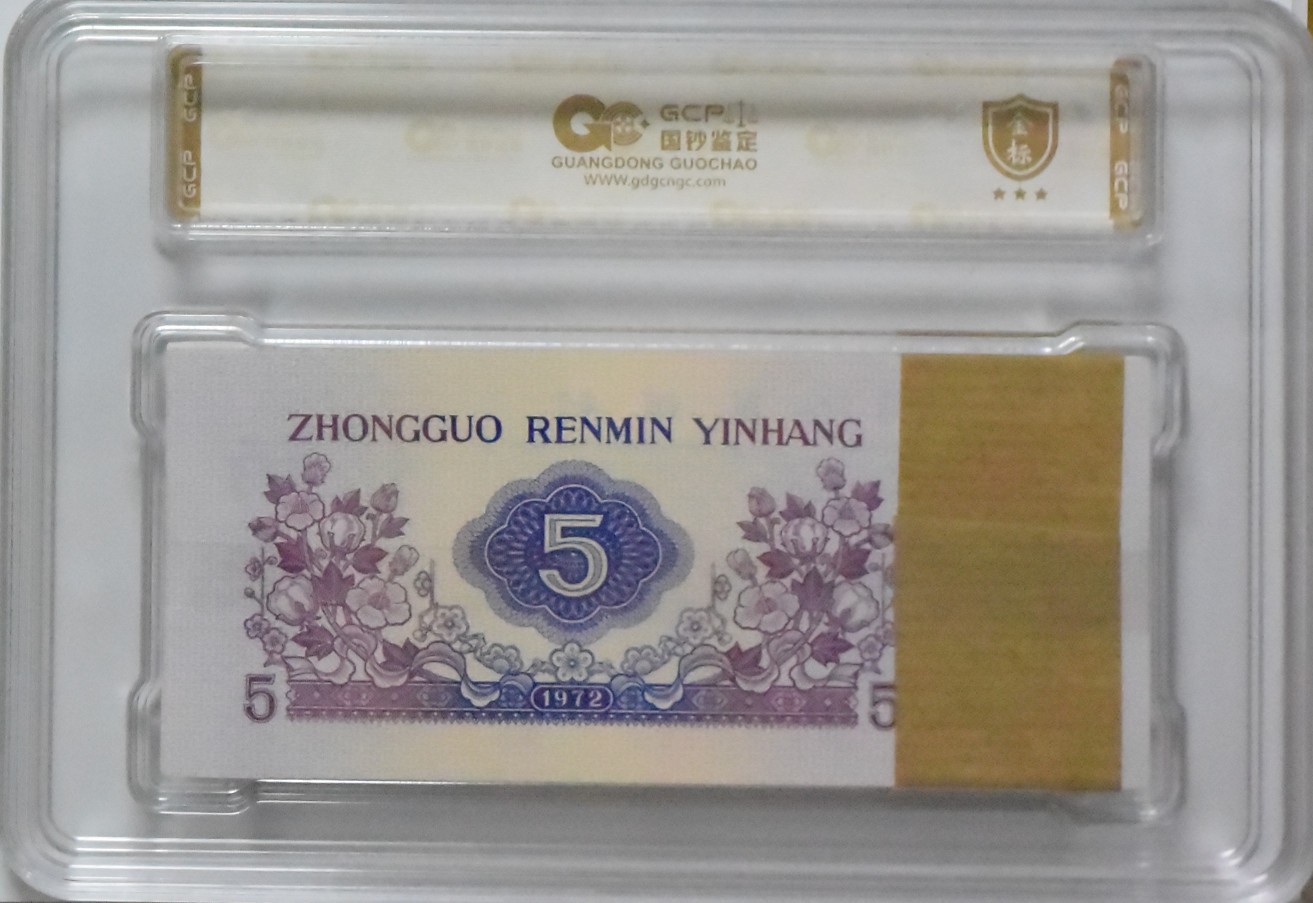 GCP
国钞鉴定
GUANGDONG GUOCHAO
WWW.gdgcngc.com
金标
GCP GCP
GCP GCP
ZHONGGUO RENMIN YINHANG
5
5
1972
5